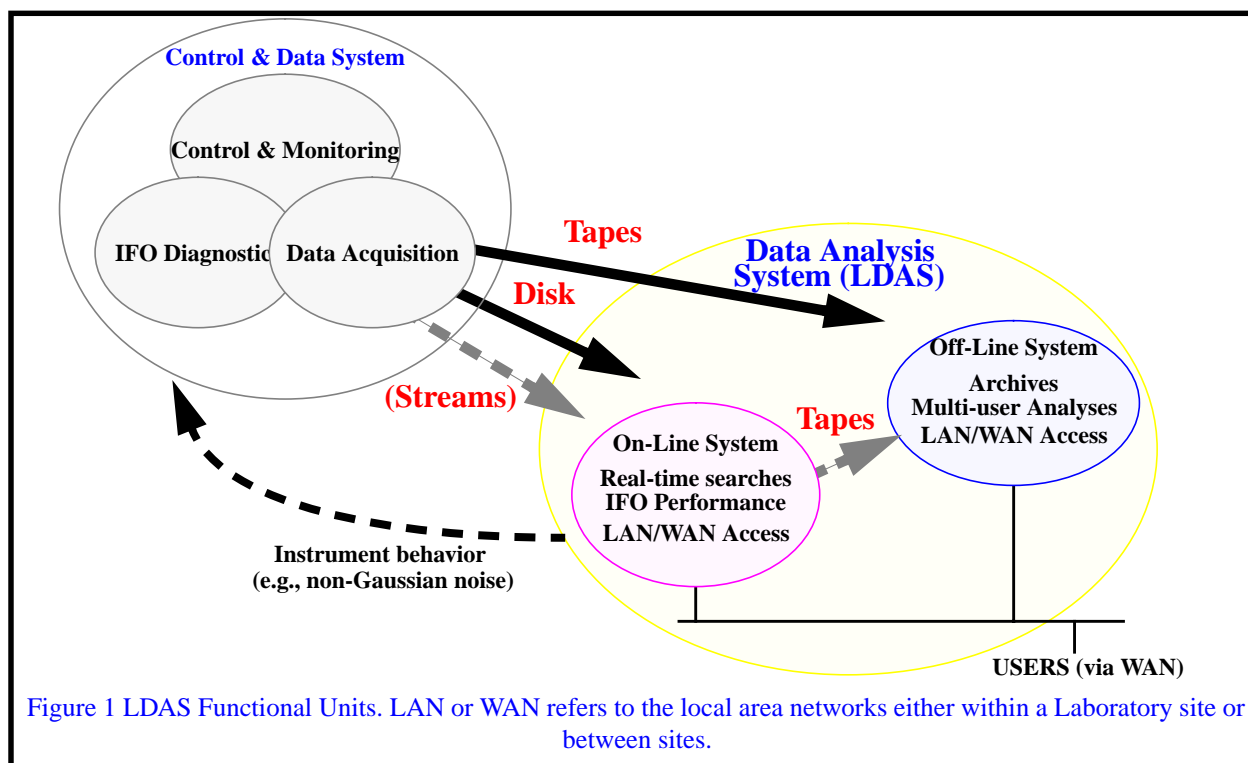 Control & Data System
Control & Monitoring
IFO Diagnostic
Data Acquisition
Tapes
Disk
(Streams)
Data Analysis
System (LDAS)
Off-Line System
Archives
Multi-user Analyses
LAN/WAN Access
Tapes
On-Line System
Real-time searches
IFO Performance
LAN/WAN Access
Instrument behavior
(e.g., non-Gaussian noise)
USERS (via WAN)
Figure 1 LDAS Functional Units. LAN or WAN refers to the local area networks either within a Laboratory site or
between sites.